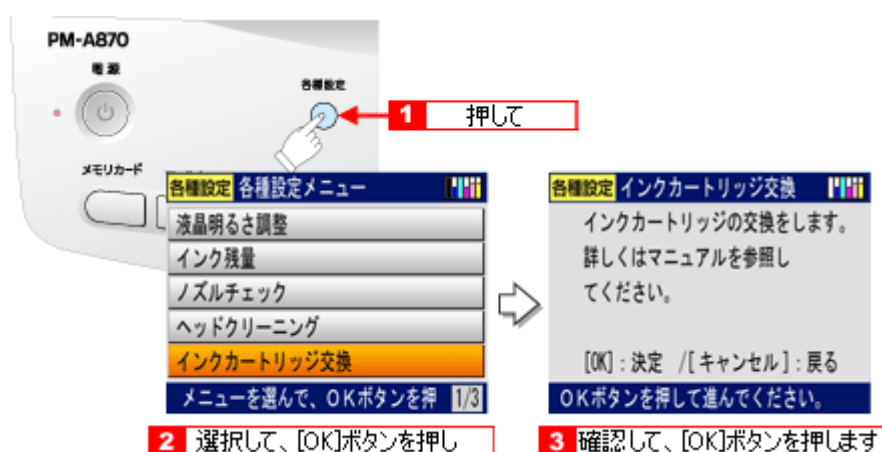 PM-A870
電源
各種設定
1 押して
メモリカード
各種設定 各種設定メニュー
液晶明るさ調整
インク残量
ノズルチェック
ヘッドクリーニング
インクカートリッジ交換
メニューを選んで、OKボタンを押 1/3
2 選択して、[OK]ボタンを押し
各種設定 インクカートリッジ交換
インクカートリッジの交換をします。
詳しくはマニュアルを参照し
てください。
[OK]:決定 /[キャンセル]:戻る
OKボタンを押して進んでください。
3 確認して、[OK]ボタンを押します